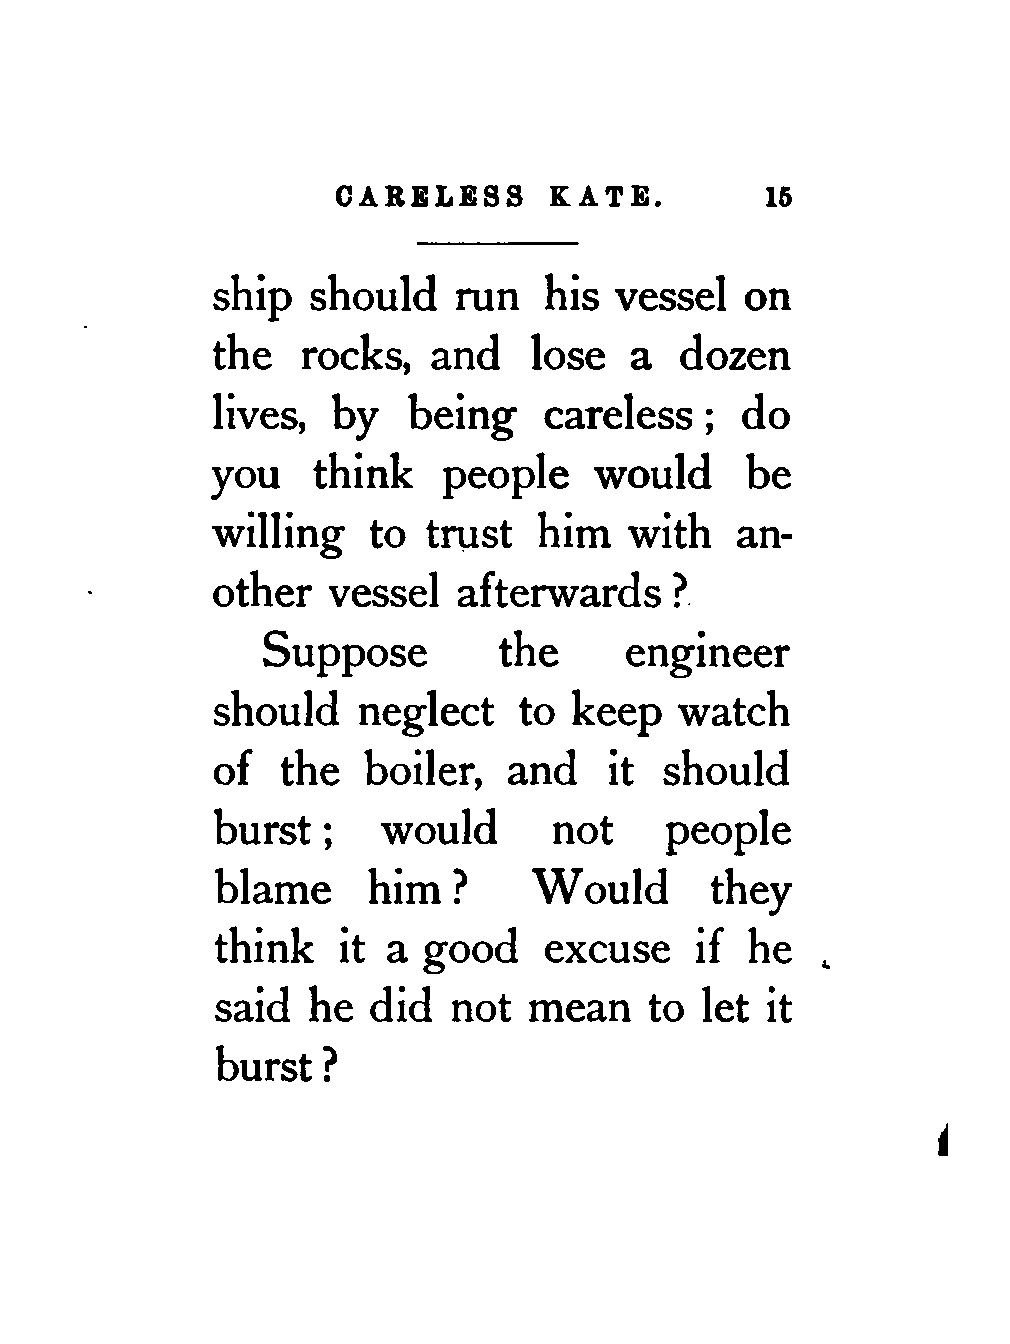 CARELESS KATE. 15
ship should run his vessel on
the rocks, and lose a dozen
lives, by being careless; do
you think people would be
willing to trust him with an-
other vessel afterwards?
Suppose the engineer
should neglect to keep watch
of the boiler, and it should
burst; would not people
blame him? Would they
think it a good excuse if he
said he did not mean to let it
burst?